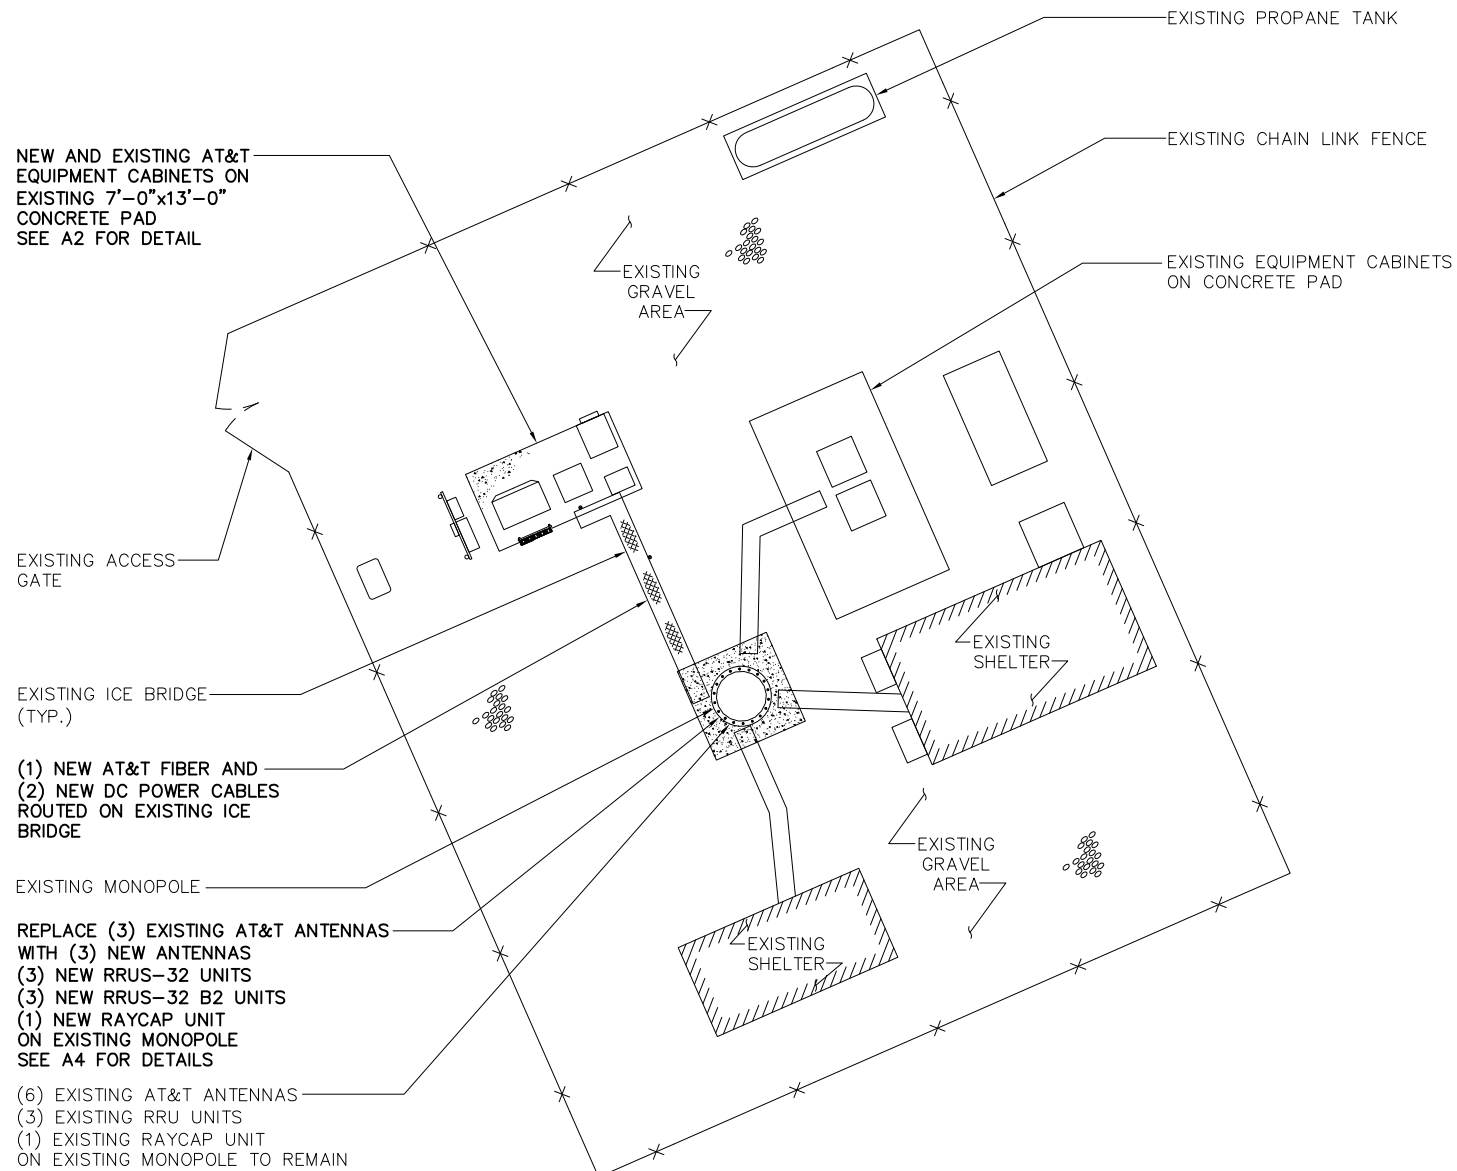 EXISTING PROPANE TANK
EXISTING CHAIN LINK FENCE
NEW AND EXISTING AT&T
EQUIPMENT CABINETS ON
EXISTING 7'-0"x13'-0"
CONCRETE PAD
SEE A2 FOR DETAIL
EXISTING
GRAVEL
AREA
EXISTING EQUIPMENT CABINETS
ON CONCRETE PAD
EXISTING ACCESS
GATE
EXISTING
SHELTER
EXISTING ICE BRIDGE
(TYP.)
(1) NEW AT&T FIBER AND
(2) NEW DC POWER CABLES
ROUTED ON EXISTING ICE
BRIDGE
EXISTING
GRAVEL
AREA
EXISTING MONOPOLE
REPLACE (3) EXISTING AT&T ANTENNAS
WITH (3) NEW ANTENNAS
(3) NEW RRUS-32 UNITS
(3) NEW RRUS-32 B2 UNITS
(1) NEW RAYCAP UNIT
ON EXISTING MONOPOLE
SEE A4 FOR DETAILS
EXISTING
SHELTER
(6) EXISTING AT&T ANTENNAS
(3) EXISTING RRU UNITS
(1) EXISTING RAYCAP UNIT
ON EXISTING MONOPOLE TO REMAIN